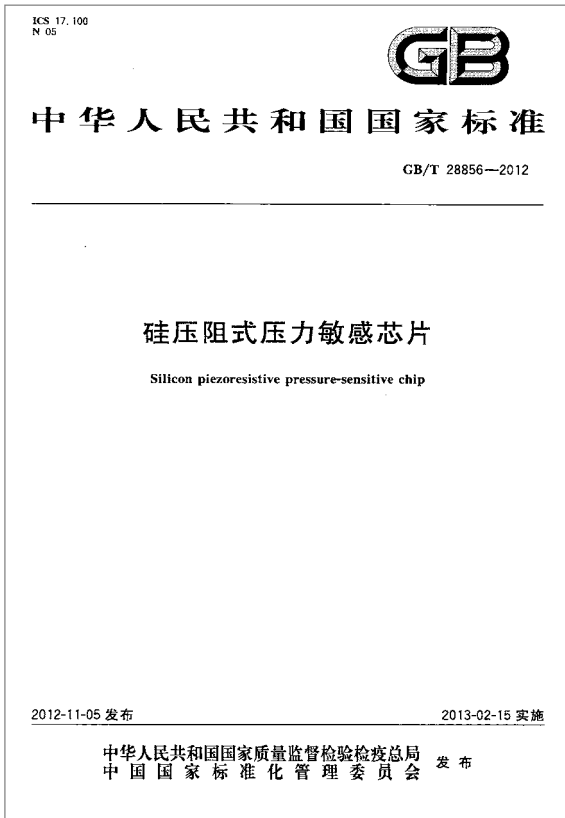 ICS 17.100
N 05
GB
中华人民共和国国家标准
GB/T 28856—2012
硅压阻式压力敏感芯片
Silicon piezoresistive pressure-sensitive chip
2012-11-05 发布
2013-02-15 实施
中华人民共和国国家质量监督检验检疫总局
中国国家标准化管理委员会
发布